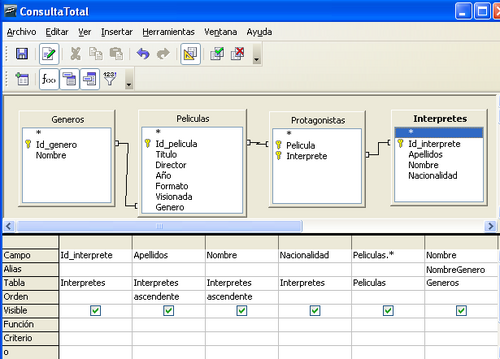 ConsultaTotal
Archivo Editar Ver Insertar Herramientas Ventana Ayuda
f(x) 123!
Generos
*
Id_genero
Nombre
Peliculas
*
Id_pelicula
Titulo
Director
Año
Formato
Visionada
Genero
Protagonistas
*
Pelicula
Interprete
Interpretes
*
Id_interprete
Apellidos
Nombre
Nacionalidad
Campo Id_interprete Apellidos Nombre Nacionalidad Peliculas.* Nombre
Alias NombreGenero
Tabla Interpretes Interpretes Interpretes Interpretes Peliculas Generos
Orden ascendente ascendente
Visible
Función
Criterio
o